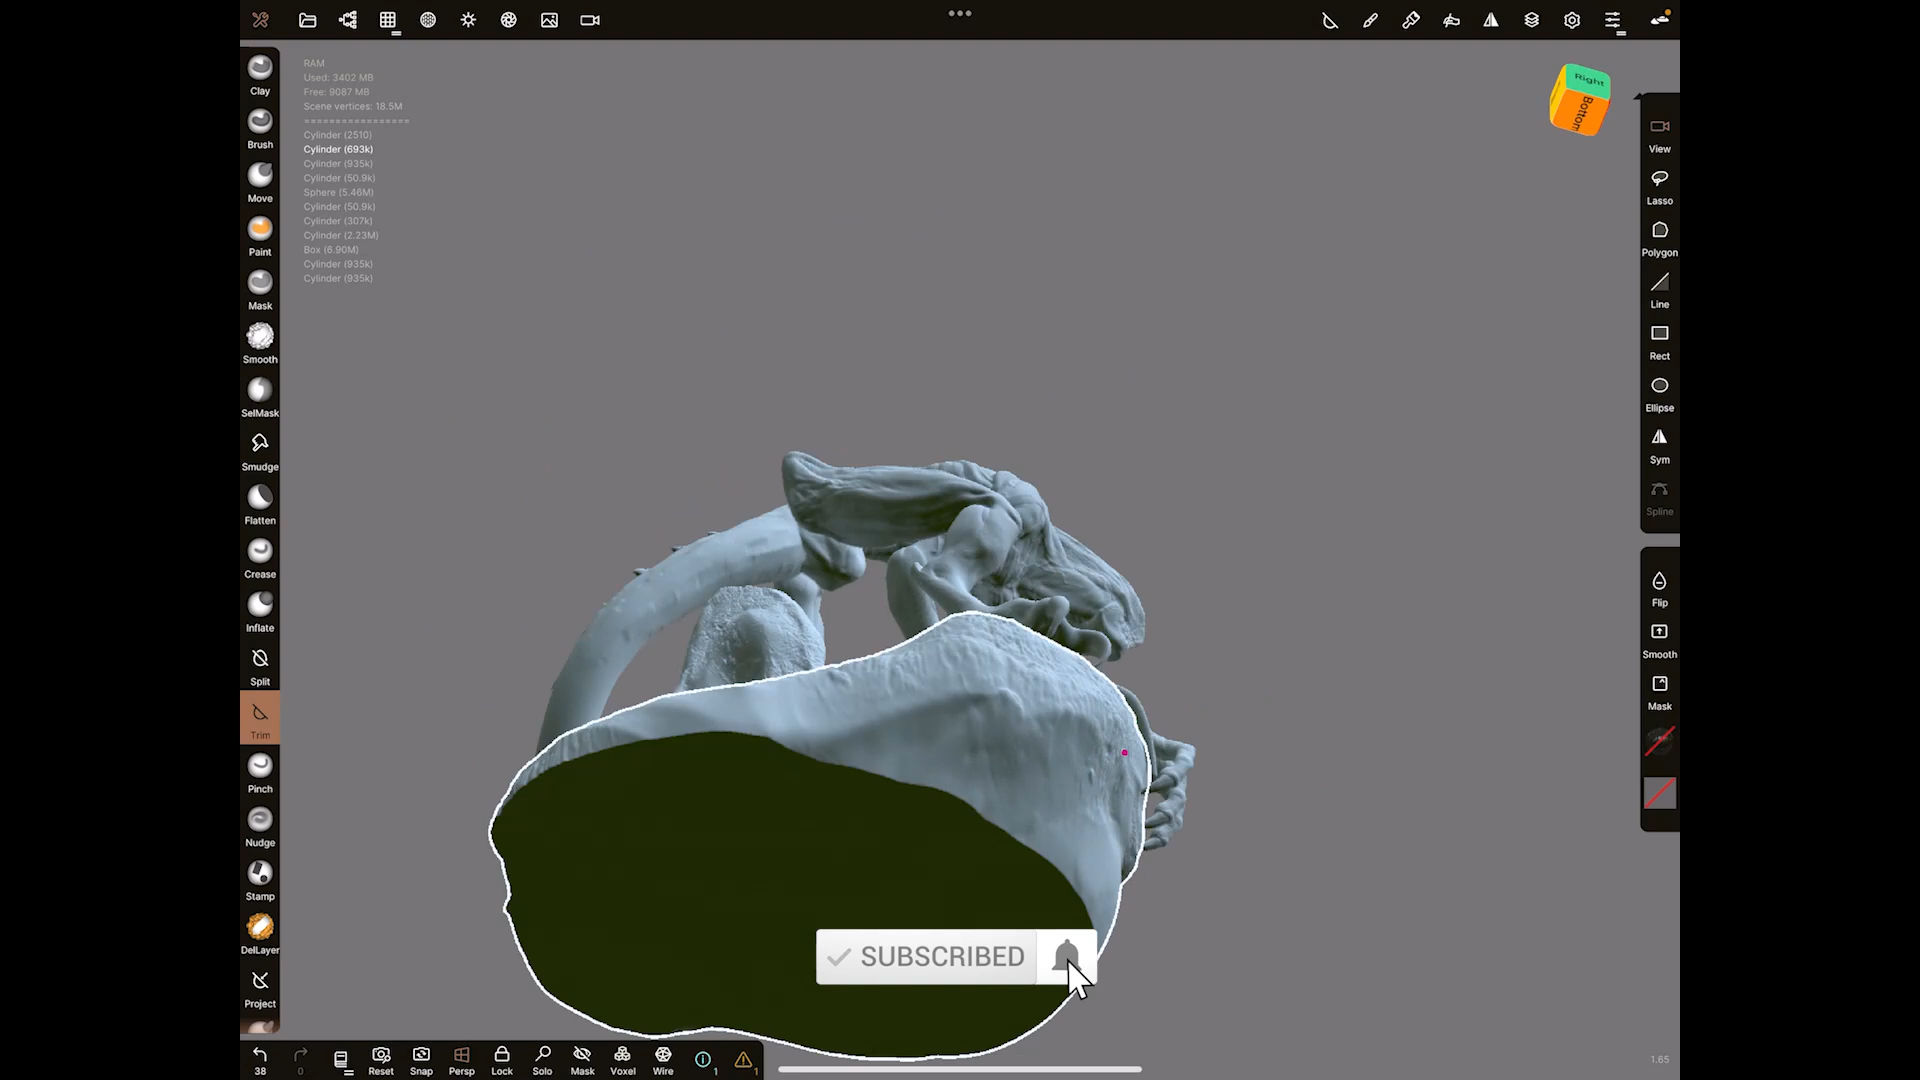 RAM
Used: 3402 MB
Free: 9087 MB
Scene vertices: 18.5M
=================
Cylinder (2510)
Cylinder (693k)
Cylinder (935k)
Cylinder (50.9k)
Sphere (5.46M)
Cylinder (50.9k)
Cylinder (307k)
Cylinder (2.23M)
Box (6.90M)
Cylinder (935k)
Cylinder (935k)
Clay
Brush
Move
Paint
Mask
Smooth
SelMask
Smudge
Flatten
Crease
Inflate
Split
Trim
Pinch
Nudge
Stamp
DelLayer
Project
Right
Bottom
View
Lasso
Polygon
Line
Rect
Ellipse
Sym
Spline
Flip
Smooth
Mask
SUBSCRIBED
38
0
Reset
Snap
Persp
Lock
Solo
Mask
Voxel
Wire
1
1
1.65